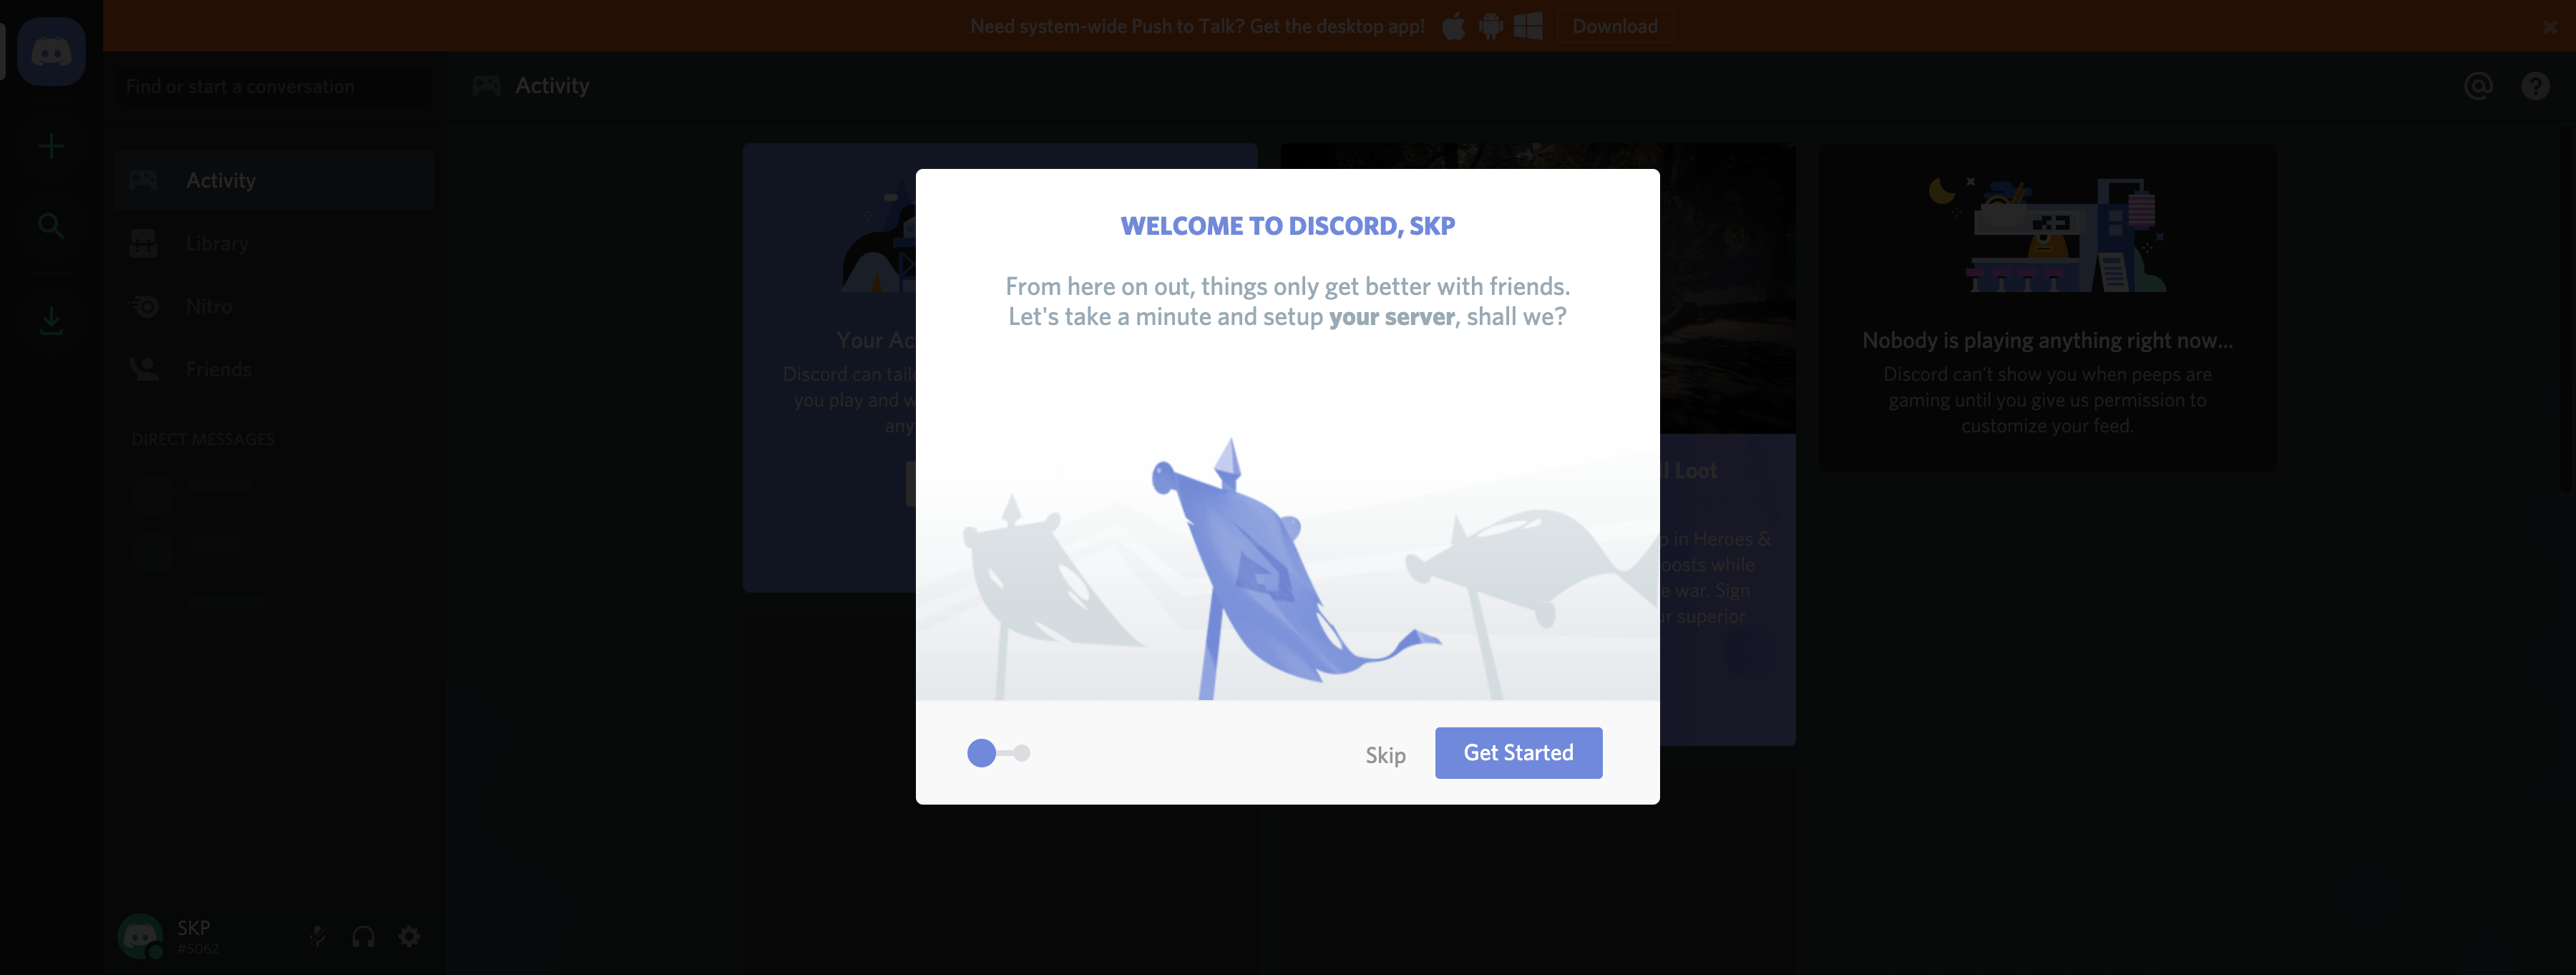 Need system-wide Push to Talk? Get the desktop app!
Download
Find or start a conversation
Activity
Activity
Library
Nitro
Friends
DIRECT MESSAGES
SKP
#5062
WELCOME TO DISCORD, SKP
From here on out, things only get better with friends.
Let's take a minute and setup your server, shall we?
Skip
Get Started
Your
Discord can
you play and
Loot
in Heroes &
while
war. Sign
superior
Nobody is playing anything right now...
Discord can't show you when peeps are
gaming until you give us permission to
customize your feed.